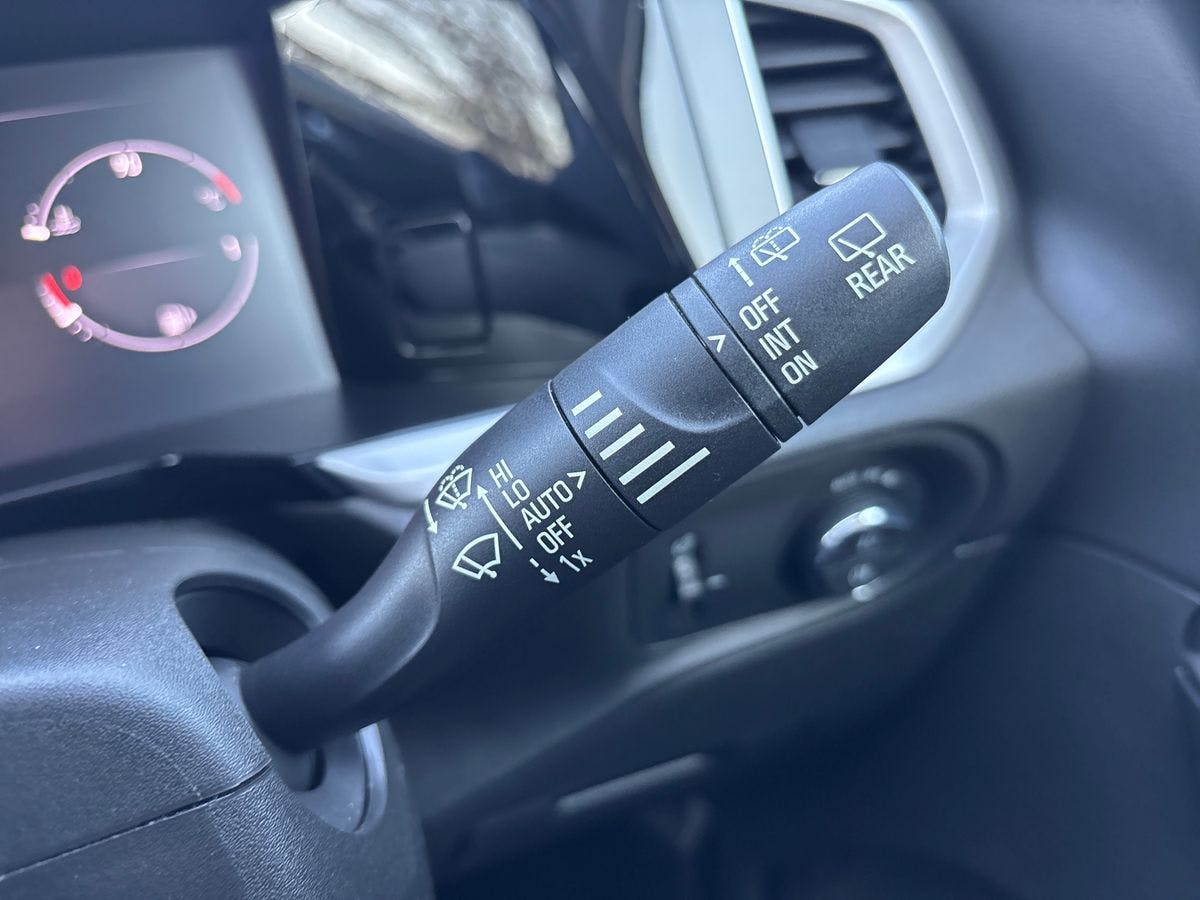 HI
LO
AUTO >
OFF
1x
>
OFF
INT
ON
REAR